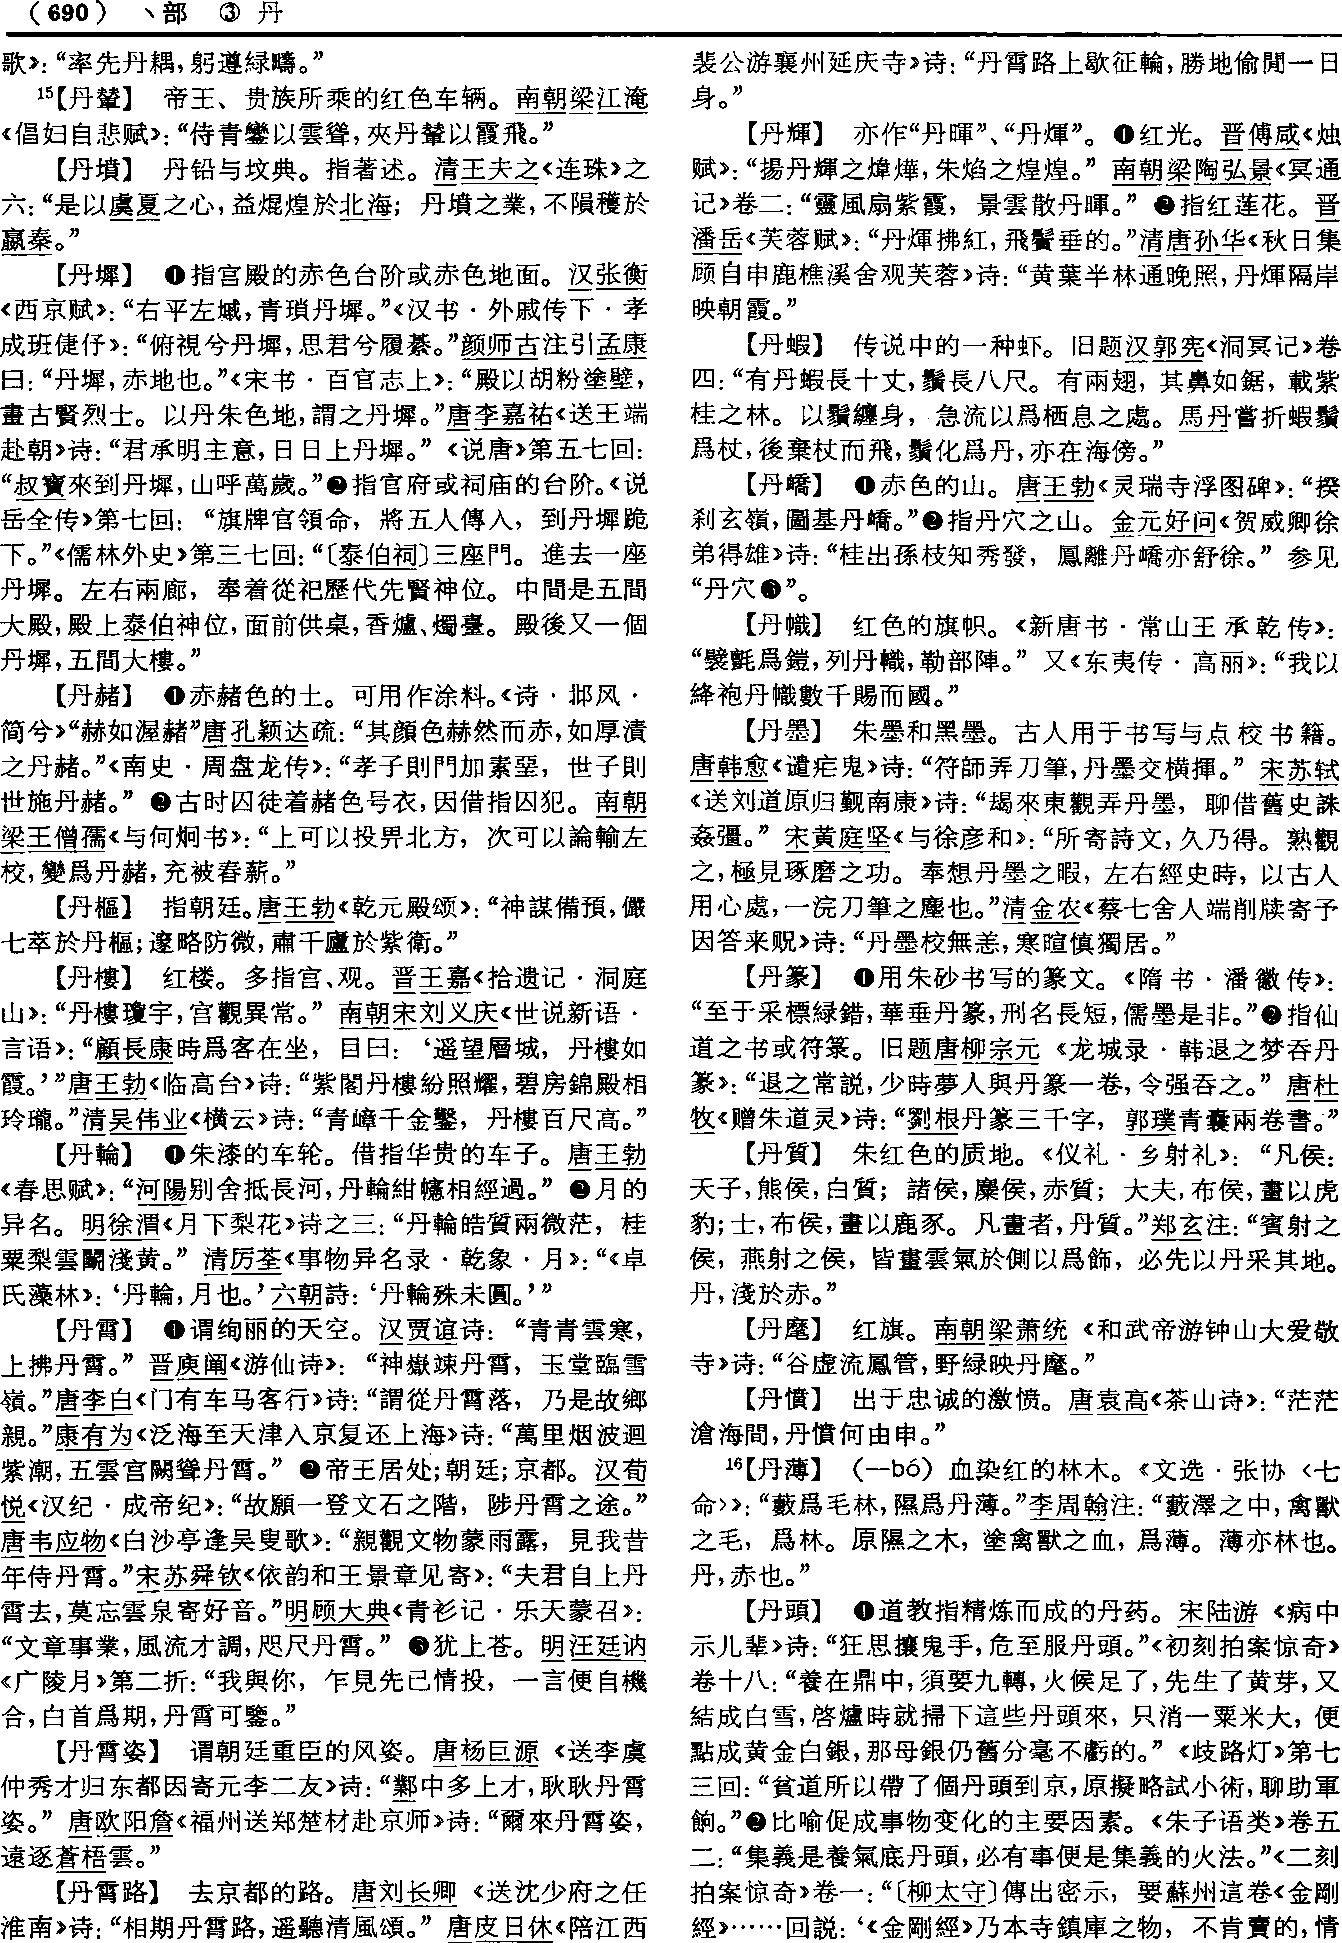 （690） 丶部 ③ 丹
歌》：“率先丹耦，躬遵緑疇。”
¹⁵【丹輦】 帝王、贵族所乘的红色车辆。南朝梁江淹
《倡妇自悲赋》：“侍青鑾以雲聳，夾丹輦以霞飛。”
【丹墳】 丹铅与坟典。指著述。清王夫之《连珠》之
六：“是以虞夏之心，益焜煌於北海；丹墳之業，不隕穫於
嬴秦。”
【丹墀】 ❶指宫殿的赤色台阶或赤色地面。汉张衡
《西京赋》：“右平左墄，青瑣丹墀。”《汉书·外戚传下·孝
成班倢伃》：“俯視兮丹墀，思君兮履綦。”颜师古注引孟康
曰：“丹墀，赤地也。”《宋书·百官志上》：“殿以胡粉塗壁，
畫古賢烈士。以丹朱色地，謂之丹墀。”唐李嘉祐《送王端
赴朝》诗：“君承明主意，日日上丹墀。”《说唐》第五七回：
“叔寶來到丹墀，山呼萬歲。”❷指官府或祠庙的台阶。《说
岳全传》第七回：“旗牌官領命，將五人傳入，到丹墀跪
下。”《儒林外史》第三七回：“〔泰伯祠〕三座門。進去一座
丹墀。左右兩廊，奉着從祀歷代先賢神位。中間是五間
大殿，殿上泰伯神位，面前供桌，香爐、燭臺。殿後又一個
丹墀，五間大樓。”
【丹赭】 ❶赤赭色的土。可用作涂料。《诗·邶风·
简兮》“赫如渥赭”唐孔颖达疏：“其顔色赫然而赤，如厚漬
之丹赭。”《南史·周盘龙传》：“孝子則門加素堊，世子則
世施丹赭。”❷古时囚徒着赭色号衣，因借指囚犯。南朝
梁王僧孺《与何炯书》：“上可以投畀北方，次可以論輸左
校，變爲丹赭，充被舂薪。”
【丹樞】 指朝廷。唐王勃《乾元殿颂》：“神謀備預，儼
七萃於丹樞；邃略防微，肅千廬於紫衛。”
【丹樓】 红楼。多指宫、观。晋王嘉《拾遗记·洞庭
山》：“丹樓瓊宇，宫觀異常。”南朝宋刘义庆《世说新语·
言语》：“顧長康時爲客在坐，目曰：‘遥望層城，丹樓如
霞。’”唐王勃《临高台》诗：“紫閣丹樓紛照耀，碧房錦殿相
玲瓏。”清吴伟业《横云》诗：“青嶂千金鑿，丹樓百尺高。”
【丹輪】 ❶朱漆的车轮。借指华贵的车子。唐王勃
《春思赋》：“河陽别舍抵長河，丹輪紺幰相經過。”❷月的
异名。明徐渭《月下梨花》诗之三：“丹輪皓質兩微茫，桂
粟梨雲鬭淺黄。”清厉荃《事物异名录·乾象·月》：“《卓
氏藻林》：‘丹輪，月也。’六朝詩：‘丹輪殊未圓。’”
【丹霄】 ❶谓绚丽的天空。汉贾谊诗：“青青雲寒，
上拂丹霄。”晋庾阐《游仙诗》：“神嶽竦丹霄，玉堂臨雪
嶺。”唐李白《门有车马客行》诗：“謂從丹霄落，乃是故鄉
親。”康有为《泛海至天津入京复还上海》诗：“萬里烟波迴
紫潮，五雲宫闕聳丹霄。”❷帝王居处；朝廷；京都。汉荀
悦《汉纪·成帝纪》：“故願一登文石之階，陟丹霄之途。”
唐韦应物《白沙亭逢吴叟歌》：“親觀文物蒙雨露，見我昔
年侍丹霄。”宋苏舜钦《依韵和王景章见寄》：“夫君自上丹
霄去，莫忘雲泉寄好音。”明顾大典《青衫记·乐天蒙召》：
“文章事業，風流才調，咫尺丹霄。”❸犹上苍。明汪廷讷
《广陵月》第二折：“我與你，乍見先已情投，一言便自機
合，白首爲期，丹霄可鑒。”
【丹霄姿】 谓朝廷重臣的风姿。唐杨巨源《送李虞
仲秀才归东都因寄元李二友》诗：“鄴中多上才，耿耿丹霄
姿。”唐欧阳詹《福州送郑楚材赴京师》诗：“爾來丹霄姿，
遠逐蒼梧雲。”
【丹霄路】 去京都的路。唐刘长卿《送沈少府之任
淮南》诗：“相期丹霄路，遥聽清風頌。”唐皮日休《陪江西
裴公游襄州延庆寺》诗：“丹霄路上歇征輪，勝地偷閒一日
身。”
【丹輝】 亦作“丹暉”、“丹煇”。❶红光。晋傅咸《烛
赋》：“揚丹輝之煒燁，朱焰之煌煌。”南朝梁陶弘景《冥通
记》卷二：“靈風扇紫霞，景雲散丹暉。”❷指红莲花。晋
潘岳《芙蓉赋》：“丹煇拂紅，飛鬢垂的。”清唐孙华《秋日集
顾自申鹿樵溪舍观芙蓉》诗：“黄葉半林通晚照，丹煇隔岸
映朝霞。”
【丹蝦】 传说中的一种虾。旧题汉郭宪《洞冥记》卷
四：“有丹蝦長十丈，鬚長八尺。有兩翅，其鼻如鋸，載紫
桂之林。以鬚纏身，急流以爲栖息之處。馬丹嘗折蝦鬚
爲杖，後棄杖而飛，鬚化爲丹，亦在海傍。”
【丹嶠】 ❶赤色的山。唐王勃《灵瑞寺浮图碑》：“揆
刹玄嶺，圖基丹嶠。”❷指丹穴之山。金元好问《贺威卿徐
弟得雄》诗：“桂出孫枝知秀發，鳳離丹嶠亦舒徐。”参见
“丹穴❸”。
【丹幟】 红色的旗帜。《新唐书·常山王承乾传》：
“襞氈爲鎧，列丹幟，勒部陣。”又《东夷传·高丽》：“我以
絳袍丹幟數千賜而國。”
【丹墨】 朱墨和黑墨。古人用于书写与点校书籍。
唐韩愈《谴疟鬼》诗：“符師弄刀筆，丹墨交横揮。”宋苏轼
《送刘道原归觐南康》诗：“朅來東觀弄丹墨，聊借舊史誅
姦彊。”宋黄庭坚《与徐彦和》：“所寄詩文，久乃得。熟觀
之，極見琢磨之功。奉想丹墨之暇，左右經史時，以古人
用心處，一浣刀筆之塵也。”清金农《蔡七舍人端削牍寄予
因答来贶》诗：“丹墨校無恙，寒暄慎獨居。”
【丹篆】 ❶用朱砂书写的篆文。《隋书·潘徽传》：
“至于采標緑錯，華垂丹篆，刑名長短，儒墨是非。”❷指仙
道之书或符箓。旧题唐柳宗元《龙城录·韩退之梦吞丹
篆》：“退之常説，少時夢人與丹篆一卷，令强吞之。”唐杜
牧《赠朱道灵》诗：“劉根丹篆三千字，郭璞青囊兩卷書。”
【丹質】 朱红色的质地。《仪礼·乡射礼》：“凡侯：
天子，熊侯，白質；諸侯，麋侯，赤質；大夫，布侯，畫以虎
豹；士，布侯，畫以鹿豕。凡畫者，丹質。”郑玄注：“賓射之
侯，燕射之侯，皆畫雲氣於側以爲飾，必先以丹采其地。
丹，淺於赤。”
【丹麾】 红旗。南朝梁萧统《和武帝游钟山大爱敬
寺》诗：“谷虚流鳳管，野緑映丹麾。”
【丹憤】 出于忠诚的激愤。唐袁高《茶山诗》：“茫茫
滄海間，丹憤何由申。”
¹⁶【丹薄】 （—bó）血染红的林木。《文选·张协〈七
命〉》：“藪爲毛林，隰爲丹薄。”李周翰注：“藪澤之中，禽獸
之毛，爲林。原隰之木，塗禽獸之血，爲薄。薄亦林也。
丹，赤也。”
【丹頭】 ❶道教指精炼而成的丹药。宋陆游《病中
示儿辈》诗：“狂思攘鬼手，危至服丹頭。”《初刻拍案惊奇》
卷十八：“養在鼎中，須要九轉，火候足了，先生了黄芽，又
結成白雪，啓爐時就掃下這些丹頭來，只消一粟米大，便
點成黄金白銀，那母銀仍舊分毫不虧的。”《歧路灯》第七
三回：“貧道所以帶了個丹頭到京，原擬略試小術，聊助軍
餉。”❷比喻促成事物变化的主要因素。《朱子语类》卷五
二：“集義是養氣底丹頭，必有事便是集義的火法。”《二刻
拍案惊奇》卷一：“〔柳太守〕傳出密示，要蘇州這卷《金剛
經》……回説：‘《金剛經》乃本寺鎮庫之物，不肯賣的，情